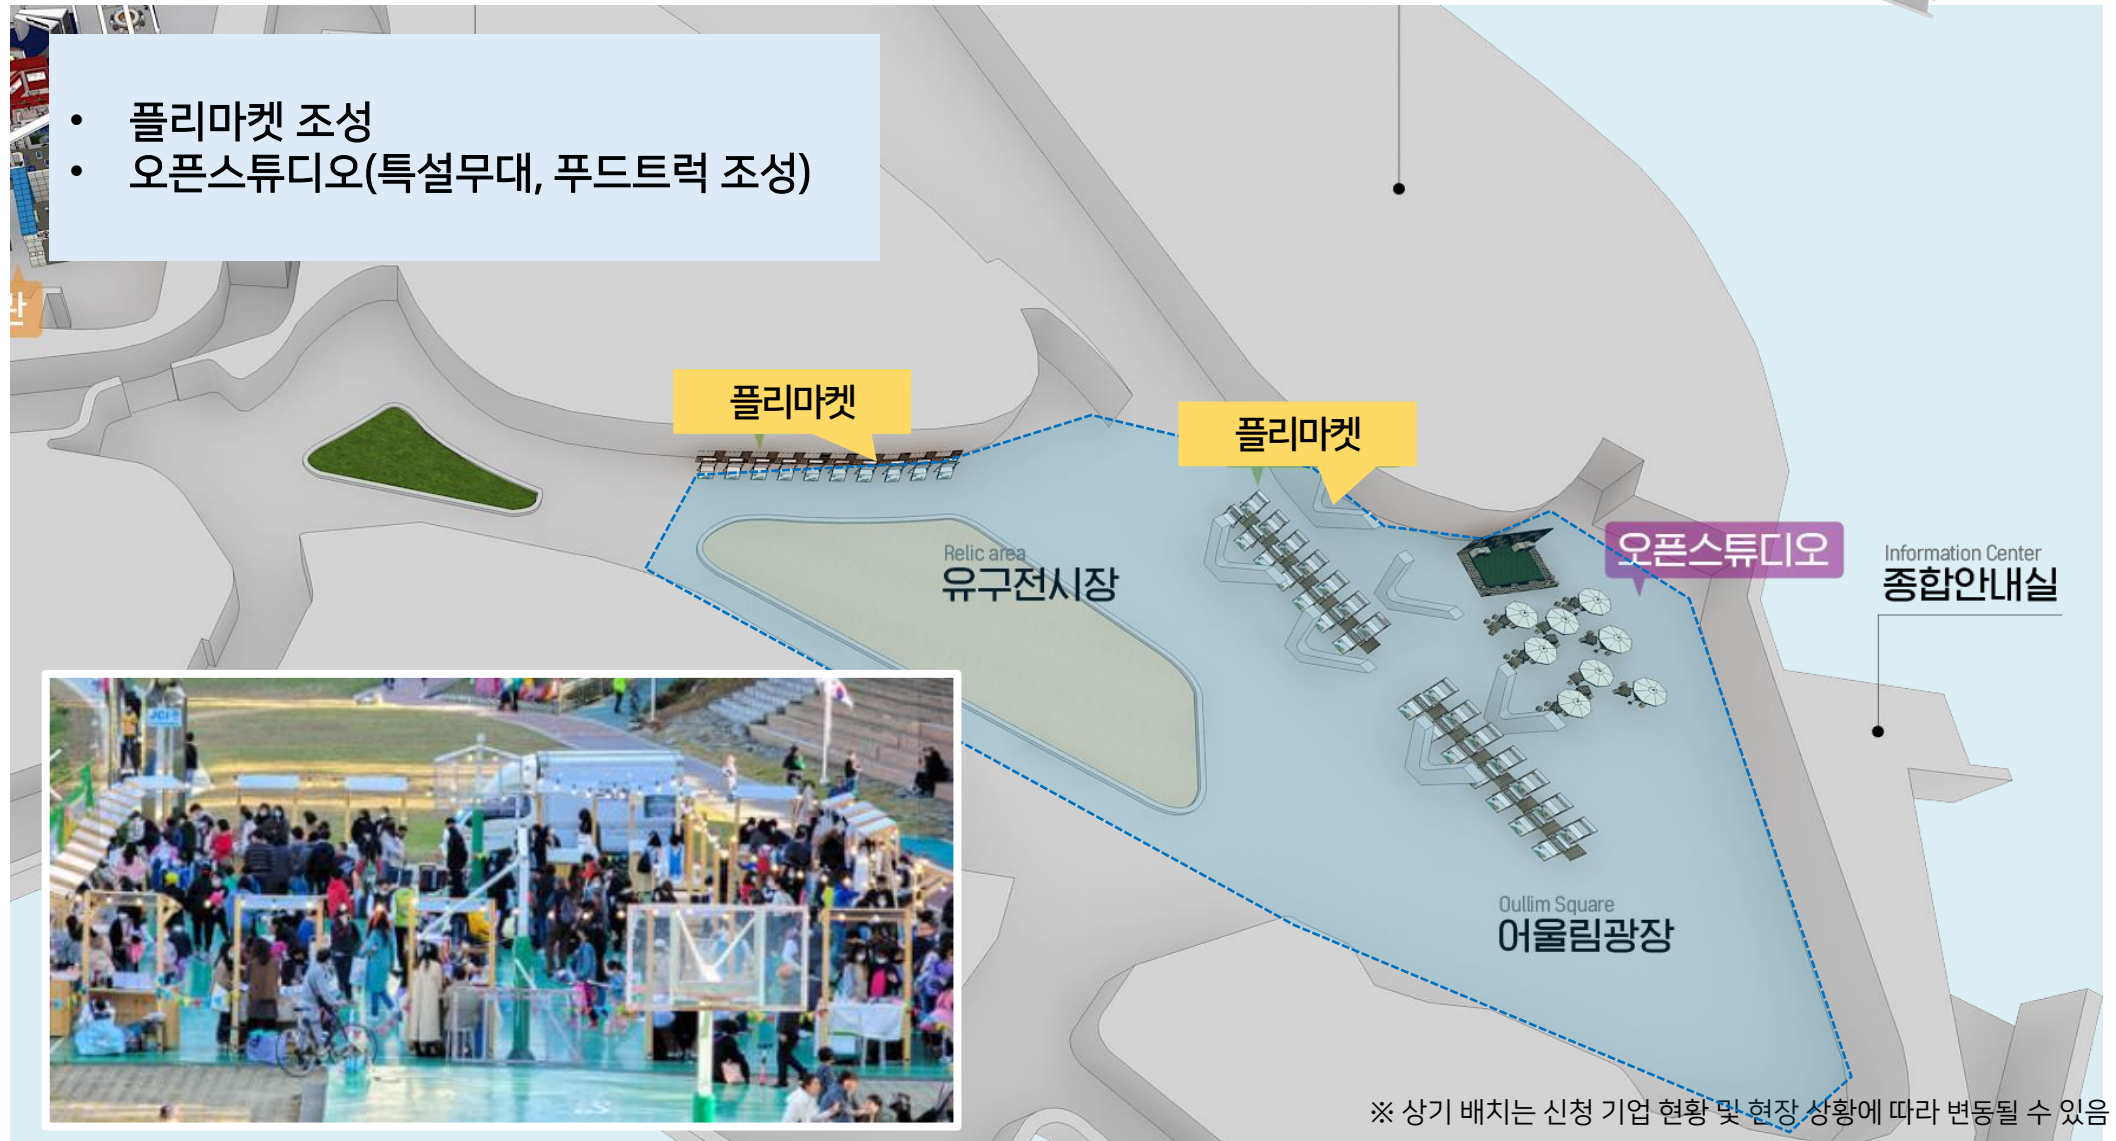 • 플리마켓 조성
• 오픈스튜디오(특설무대, 푸드트럭 조성)
관
플리마켓
플리마켓
오픈스튜디오
Relic area
유구전시장
Information Center
종합안내실
JCI
Oullim Square
어울림광장
※ 상기 배치는 신청 기업 현황 및 현장 상황에 따라 변동될 수 있음